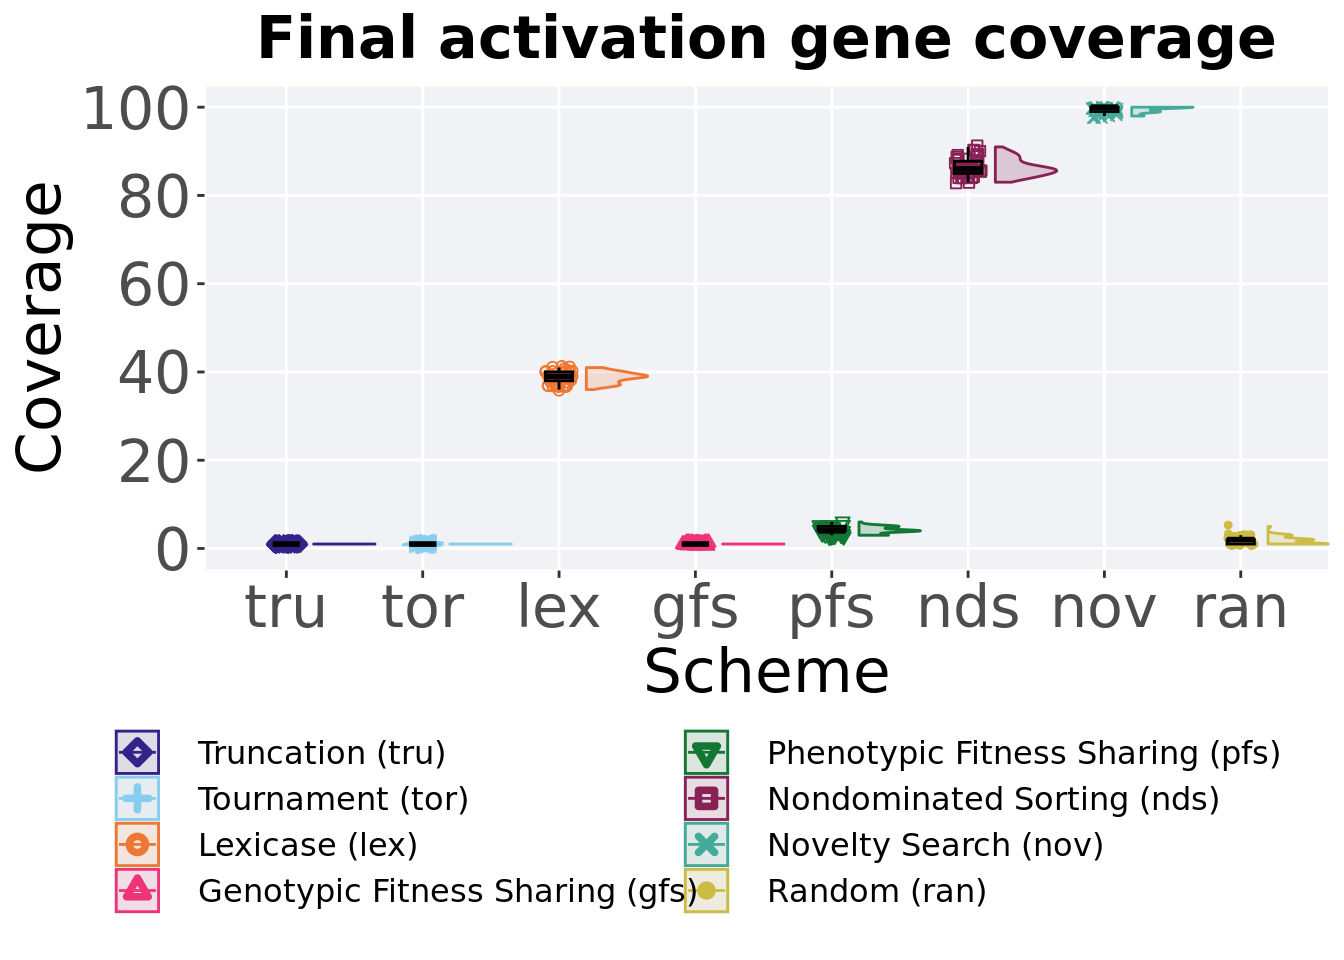 Final activation gene coverage
Coverage
100
80
60
40
20
0
tru tor lex gfs pfs nds nov ran
Scheme
Truncation (tru)
Tournament (tor)
Lexicase (lex)
Genotypic Fitness Sharing (gfs)
Phenotypic Fitness Sharing (pfs)
Nondominated Sorting (nds)
Novelty Search (nov)
Random (ran)